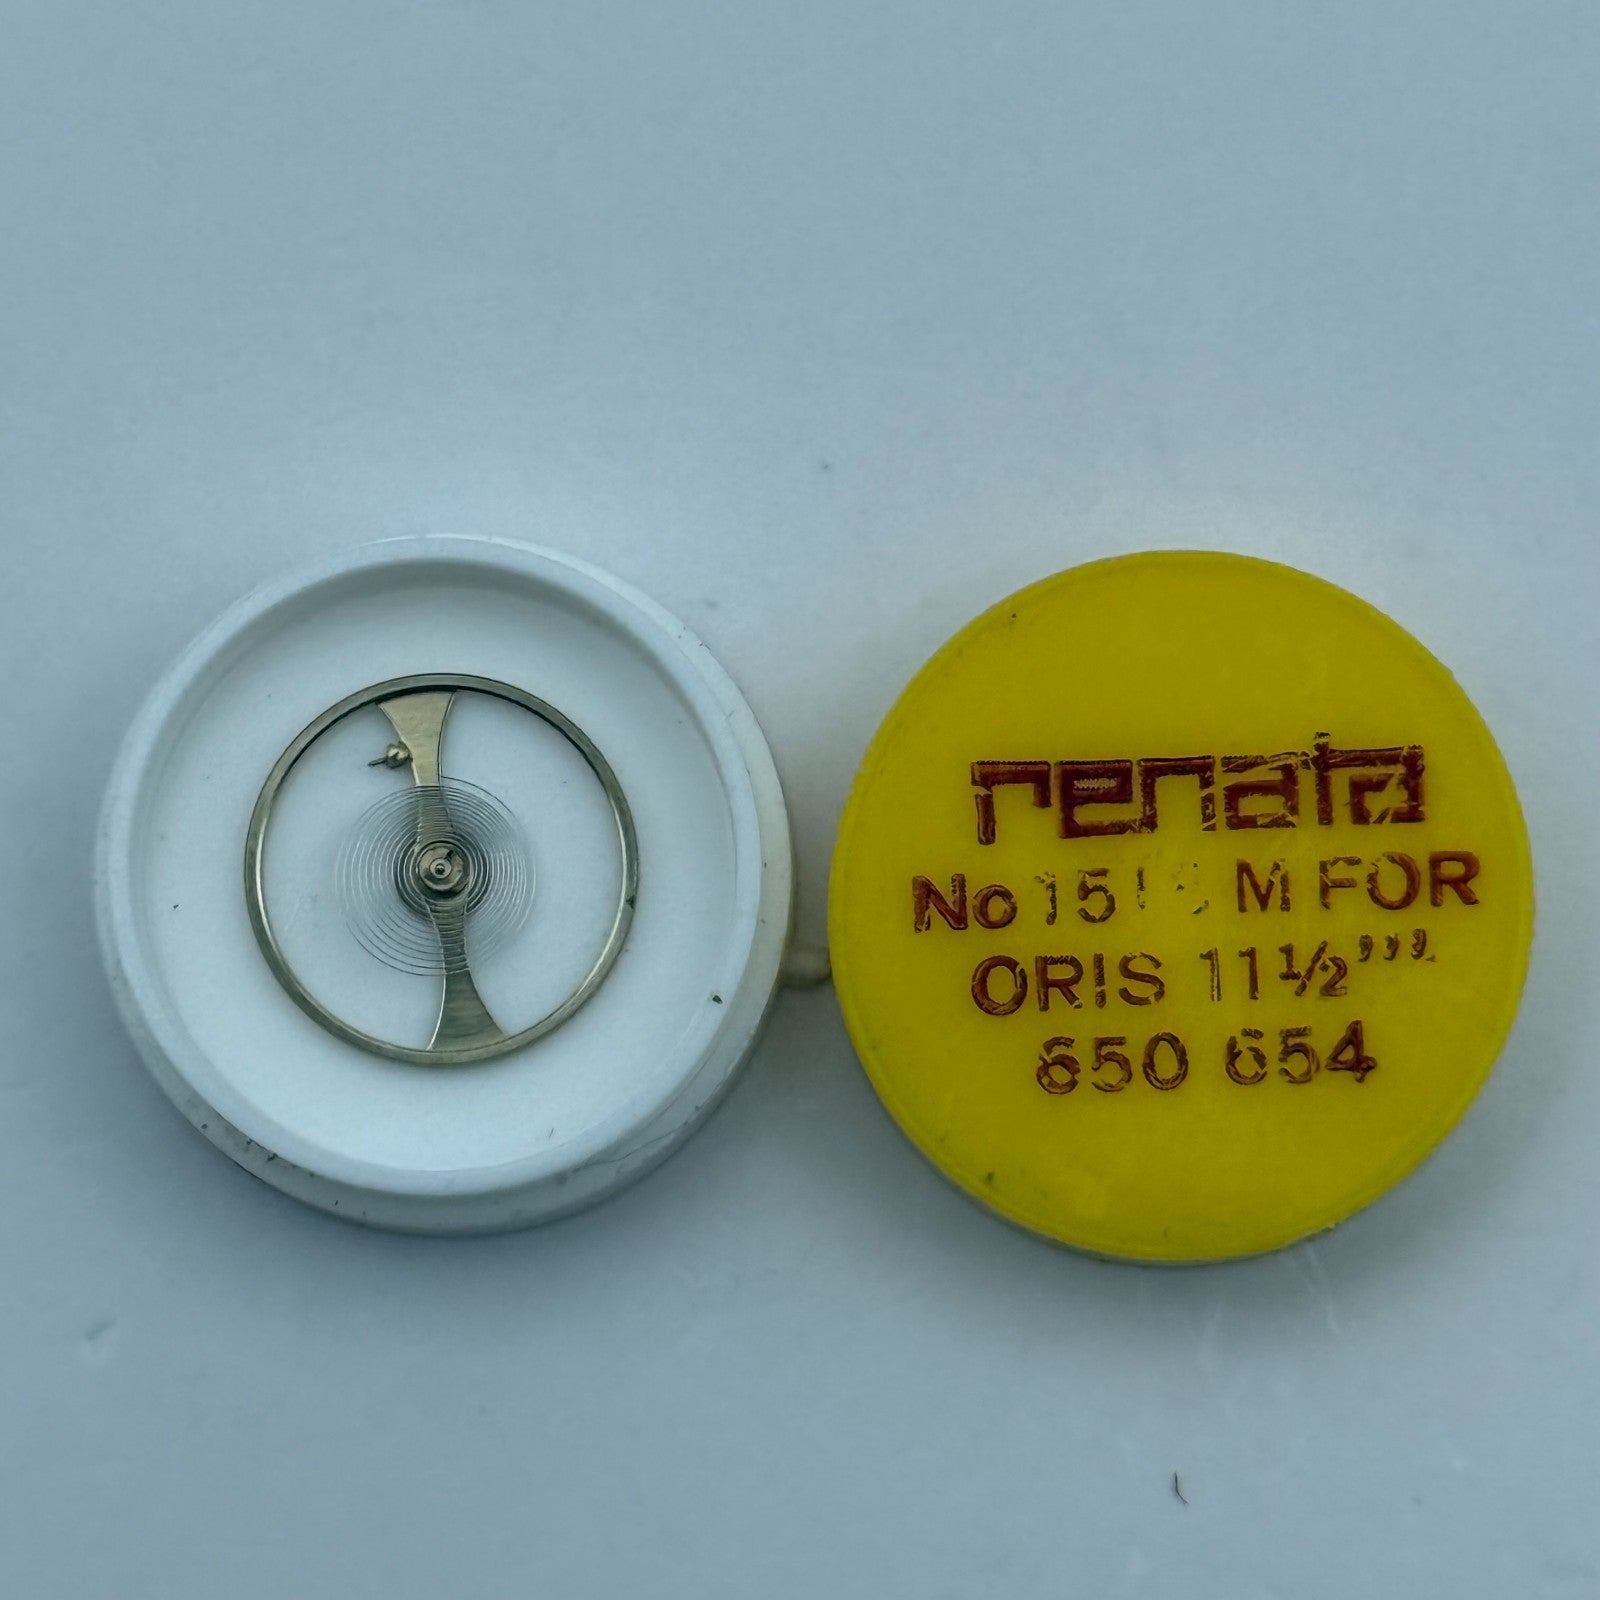 renata
No M FOR
ORIS 11½'''
650 654